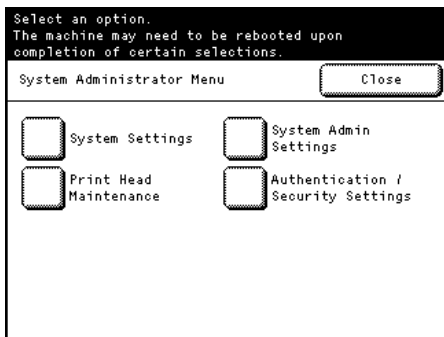 Select an option.
The machine may need to be rebooted upon
completion of certain selections.
System Administrator Menu
Close
System Settings
System Admin
Settings
Print Head
Maintenance
Authentication /
Security Settings